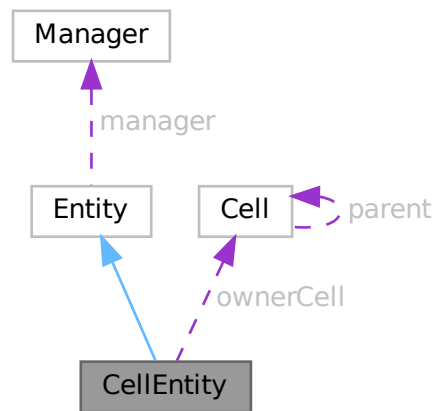 Manager
manager
Entity
Cell
parent
ownerCell
CellEntity